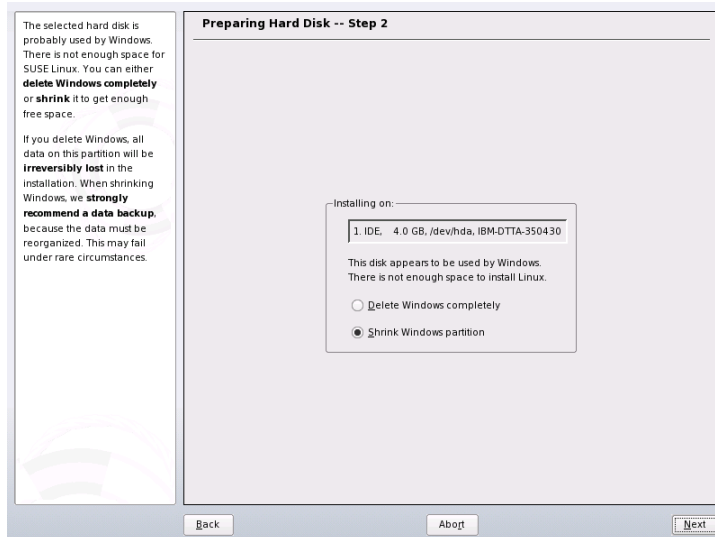 The selected hard disk is
probably used by Windows.
There is not enough space for
SUSE Linux. You can either
delete Windows completely
or shrink it to get enough
free space.
If you delete Windows, all
data on this partition will be
irreversibly lost in the
installation. When shrinking
Windows, we strongly
recommend a data backup,
because the data must be
reorganized. This may fail
under rare circumstances.
Preparing Hard Disk -- Step 2
Installing on:
1. IDE, 4.0 GB, /dev/hda, IBM-DTTA-350430
This disk appears to be used by Windows.
There is not enough space to install Linux.
Delete Windows completely
Shrink Windows partition
Back
Abort
Next